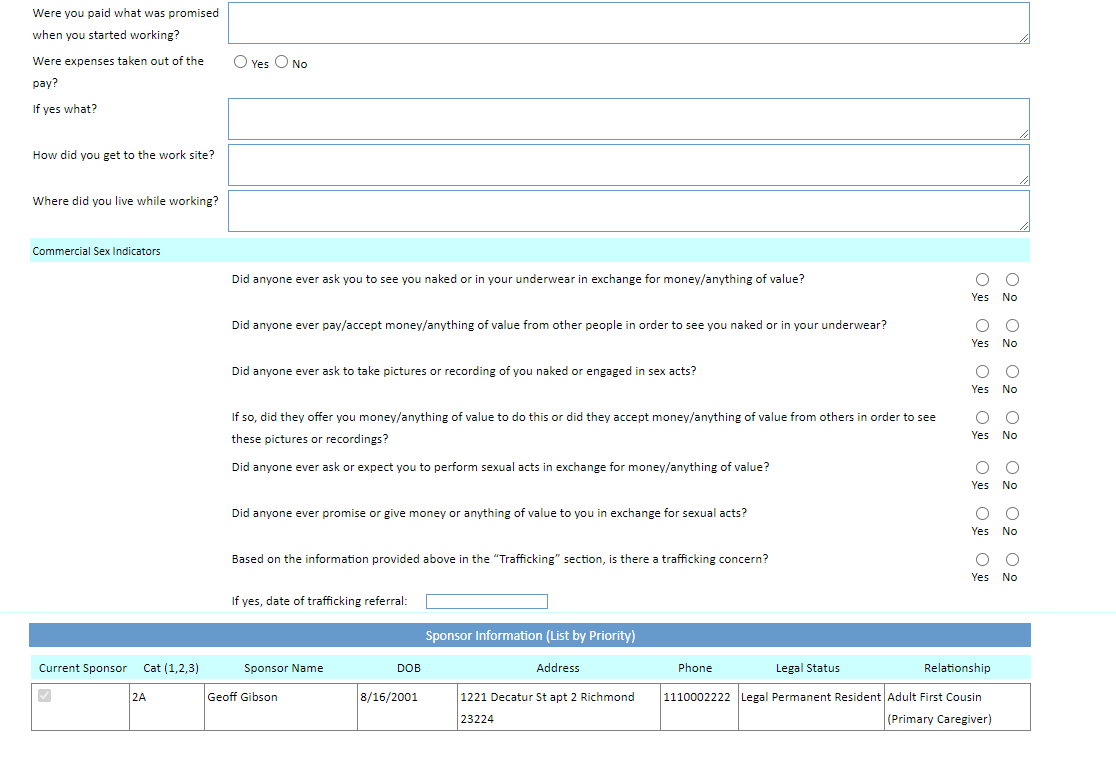 Were you paid what was promised
when you started working?
Were expenses taken out of the
pay?
Yes No
If yes what?
How did you get to the work site?
Where did you live while working?
Commercial Sex Indicators
Did anyone ever ask you to see you naked or in your underwear in exchange for money/anything of value?
Yes No
Did anyone ever pay/accept money/anything of value from other people in order to see you naked or in your underwear?
Yes No
Did anyone ever ask to take pictures or recording of you naked or engaged in sex acts?
Yes No
If so, did they offer you money/anything of value to do this or did they accept money/anything of value from others in order to see
these pictures or recordings?
Yes No
Did anyone ever ask or expect you to perform sexual acts in exchange for money/anything of value?
Yes No
Did anyone ever promise or give money or anything of value to you in exchange for sexual acts?
Yes No
Based on the information provided above in the “Trafficking” section, is there a trafficking concern?
Yes No
If yes, date of trafficking referral:
Sponsor Information (List by Priority)
Current Sponsor Cat (1,2,3) Sponsor Name DOB Address Phone Legal Status Relationship
2A Geoff Gibson 8/16/2001 1221 Decatur St apt 2 Richmond 1110002222 Legal Permanent Resident Adult First Cousin
23224 (Primary Caregiver)